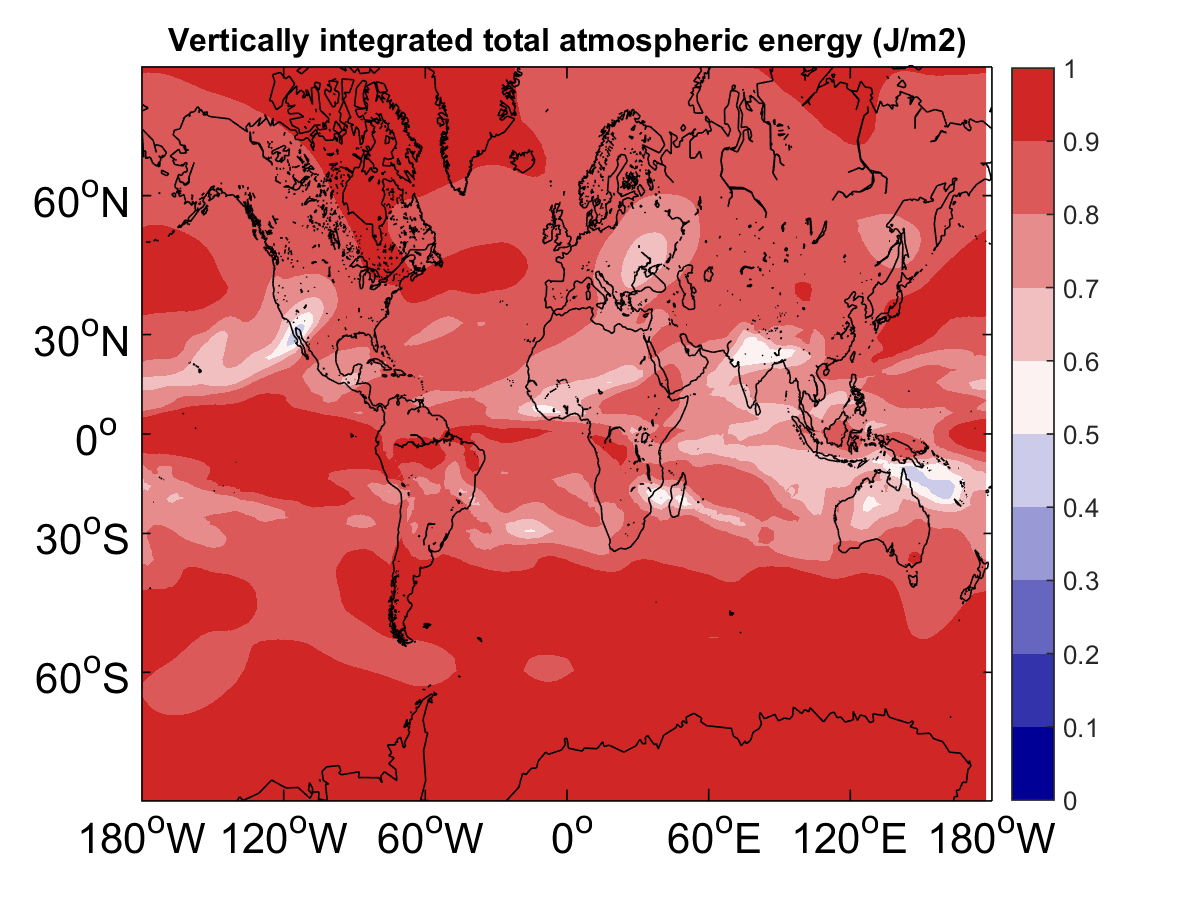 Vertically integrated total atmospheric energy (J/m2)
1
0.9
0.8
0.7
0.6
0.5
0.4
0.3
0.2
0.1
0
60°N
30°N
0°
30°S
60°S
180°W 120°W 60°W 0° 60°E 120°E 180°W